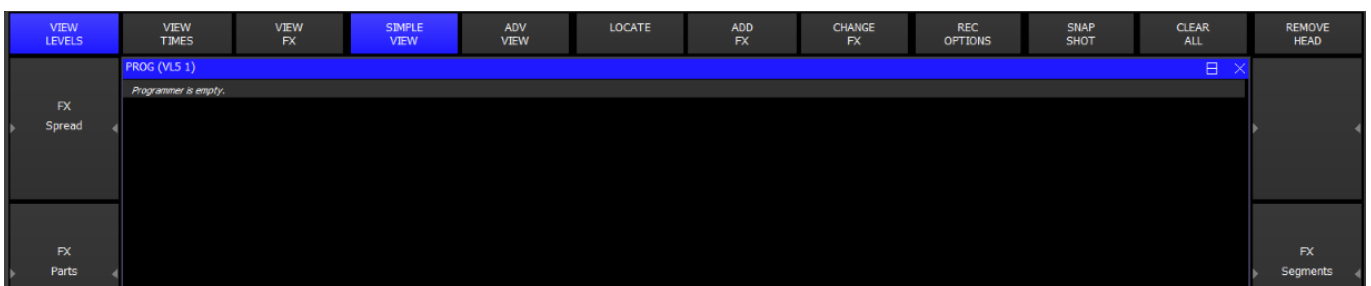 VIEW
LEVELS
VIEW
TIMES
VIEW
FX
SIMPLE
VIEW
ADV
VIEW
LOCATE
ADD
FX
CHANGE
FX
REC
OPTIONS
SNAP
SHOT
CLEAR
ALL
REMOVE
HEAD
PROG (VL5 1)
Programmer is empty.
FX
Spread
FX
Parts
FX
Segments